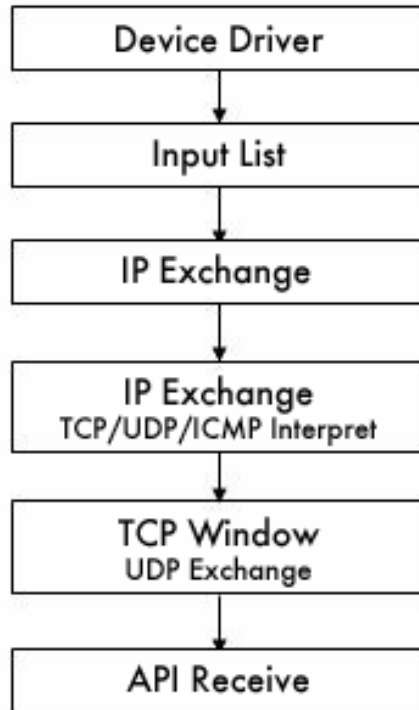 Device Driver
Input List
IP Exchange
IP Exchange
TCP/UDP/ICMP Interpret
TCP Window
UDP Exchange
API Receive